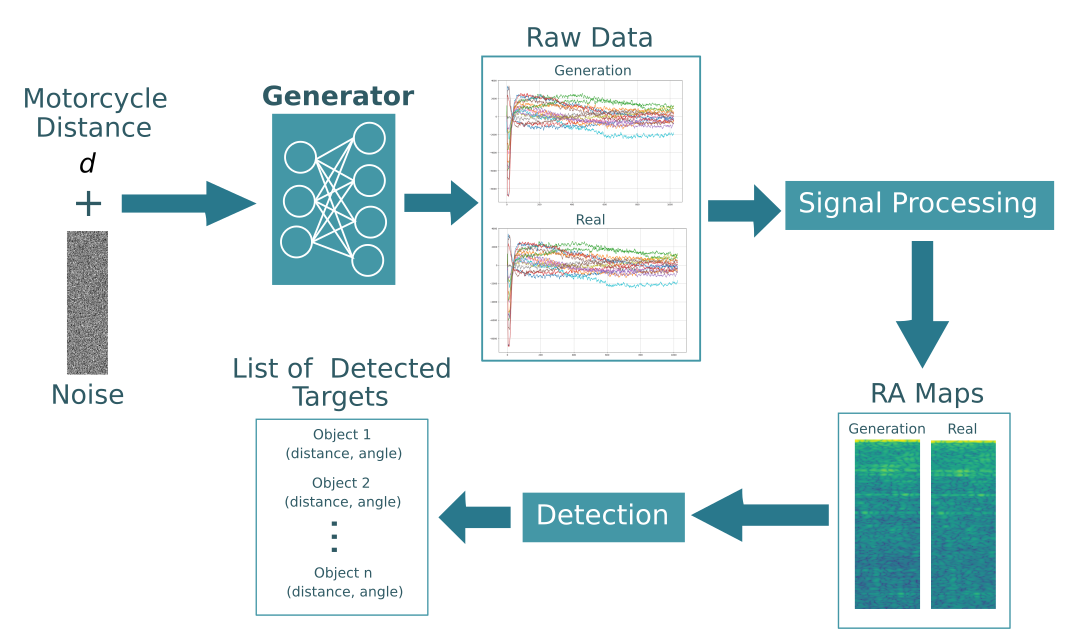 Motorcycle
Distance
d
+
Noise
Generator
Raw Data
Generation
Real
Signal Processing
RA Maps
Generation Real
Detection
List of Detected
Targets
Object 1
(distance, angle)
Object 2
(distance, angle)
Object n
(distance, angle)